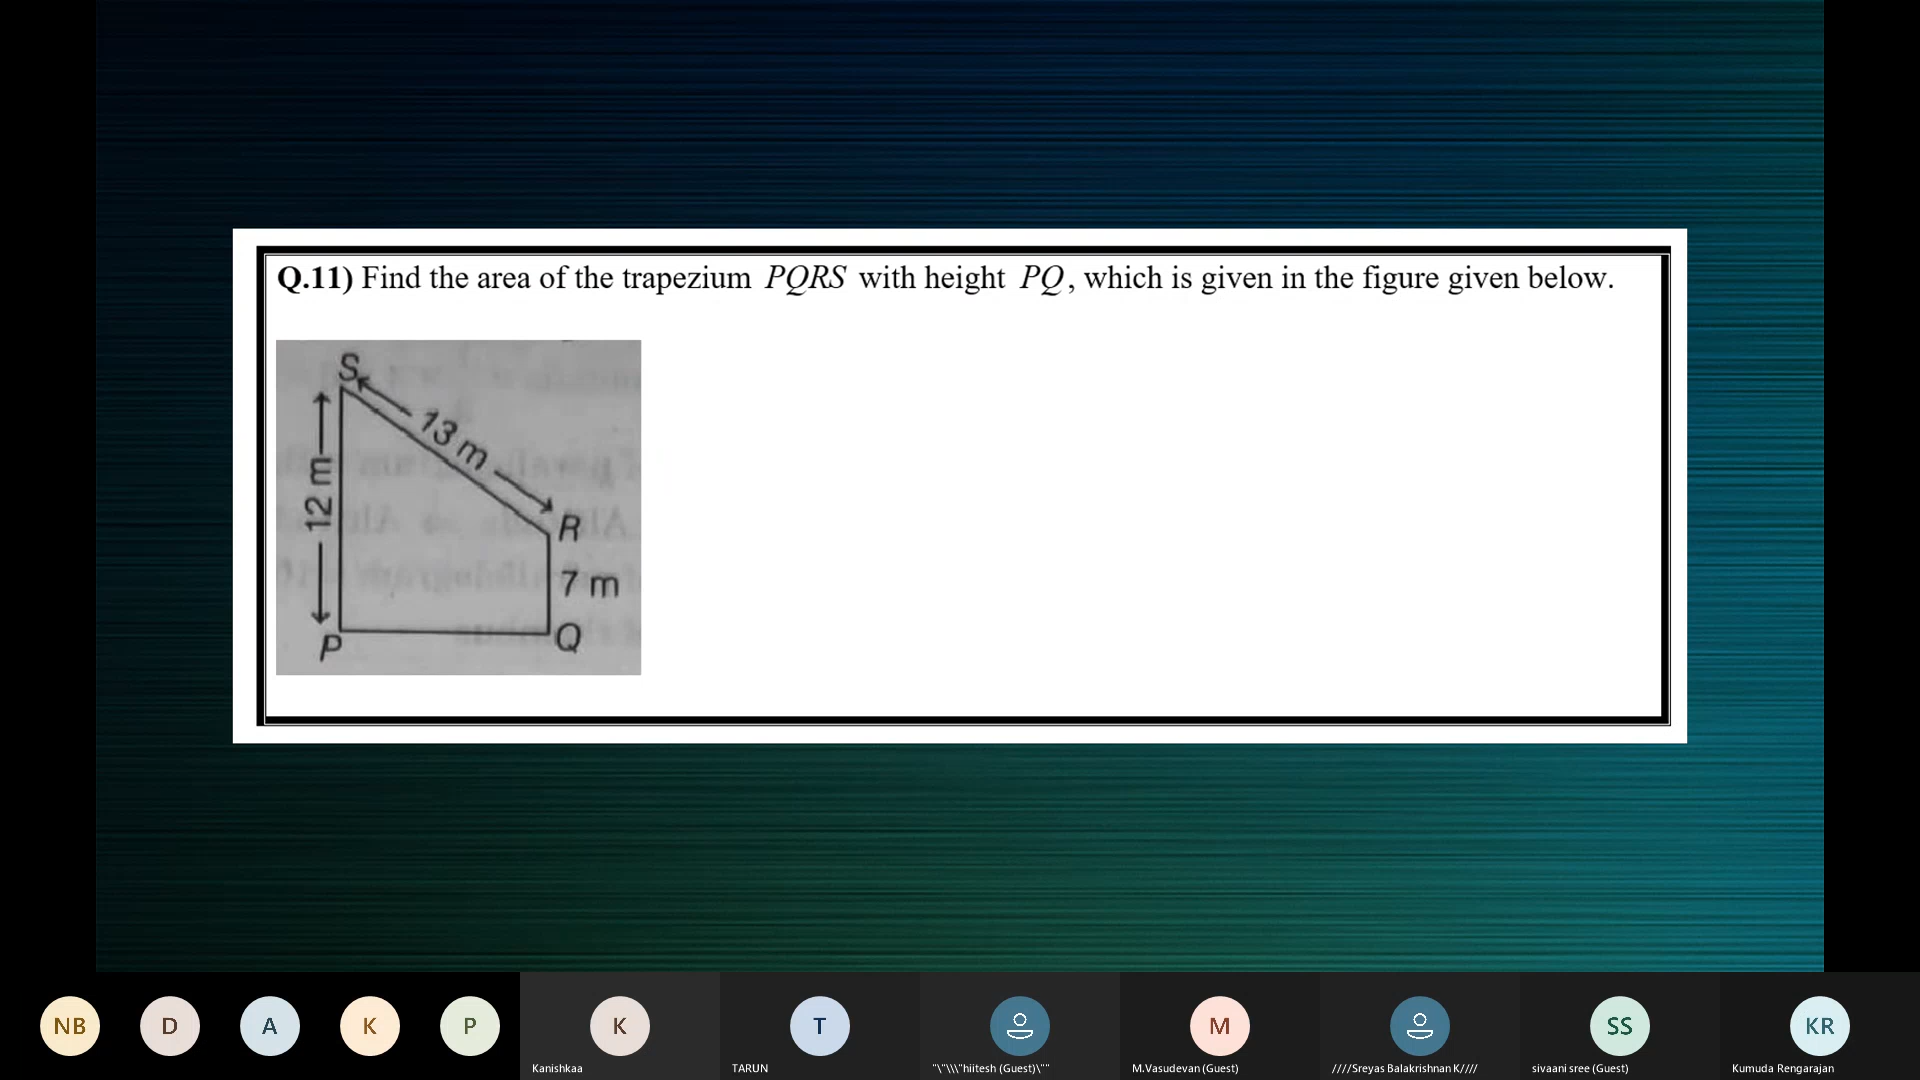 Q.11) Find the area of the trapezium PQRS with height PQ, which is given in the figure given below.
S
13 m
12 m
R
7 m
P
Q
NB
D
A
K
P
K
T
M
SS
KR
Kanishkaa
TARUN
"\"\\\"hiitesh (Guest)\""
M.Vasudevan (Guest)
////Sreyas Balakrishnan K////
sivaani sree (Guest)
Kumuda Rengarajan